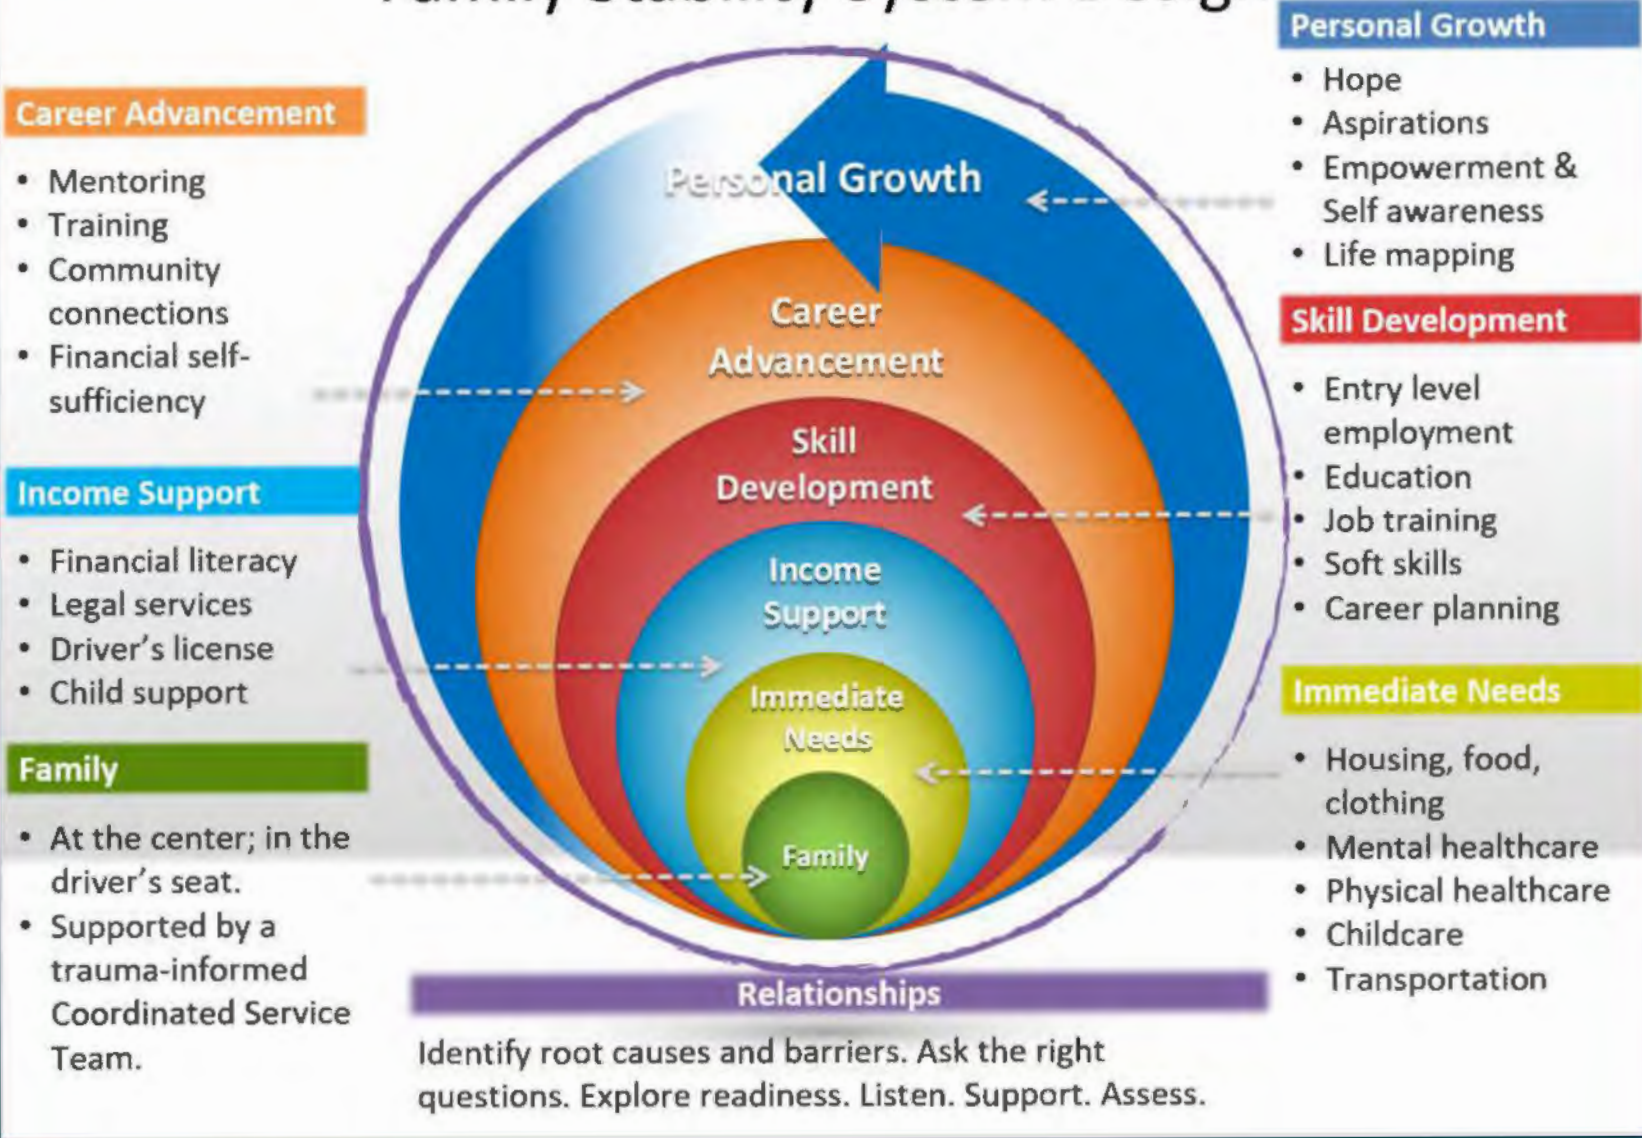 Family Stability System Desig
Career Advancement
• Mentoring
• Training
• Community
connections
• Financial self-
sufficiency
Income Support
• Financial literacy
• Legal services
• Driver's license
• Child support
Family
• At the center; in the
driver's seat.
• Supported by a
trauma-informed
Coordinated Service
Team.
Personal Growth
Career
Advancement
Skill
Development
Income
Support
Immediate
Needs
Family
Relationships
Identify root causes and barriers. Ask the right
questions. Explore readiness. Listen. Support. Assess.
Personal Growth
• Hope
• Aspirations
• Empowerment &
Self awareness
• Life mapping
Skill Development
• Entry level
employment
• Education
• Job training
• Soft skills
• Career planning
Immediate Needs
• Housing, food,
clothing
• Mental healthcare
• Physical healthcare
• Childcare
• Transportation